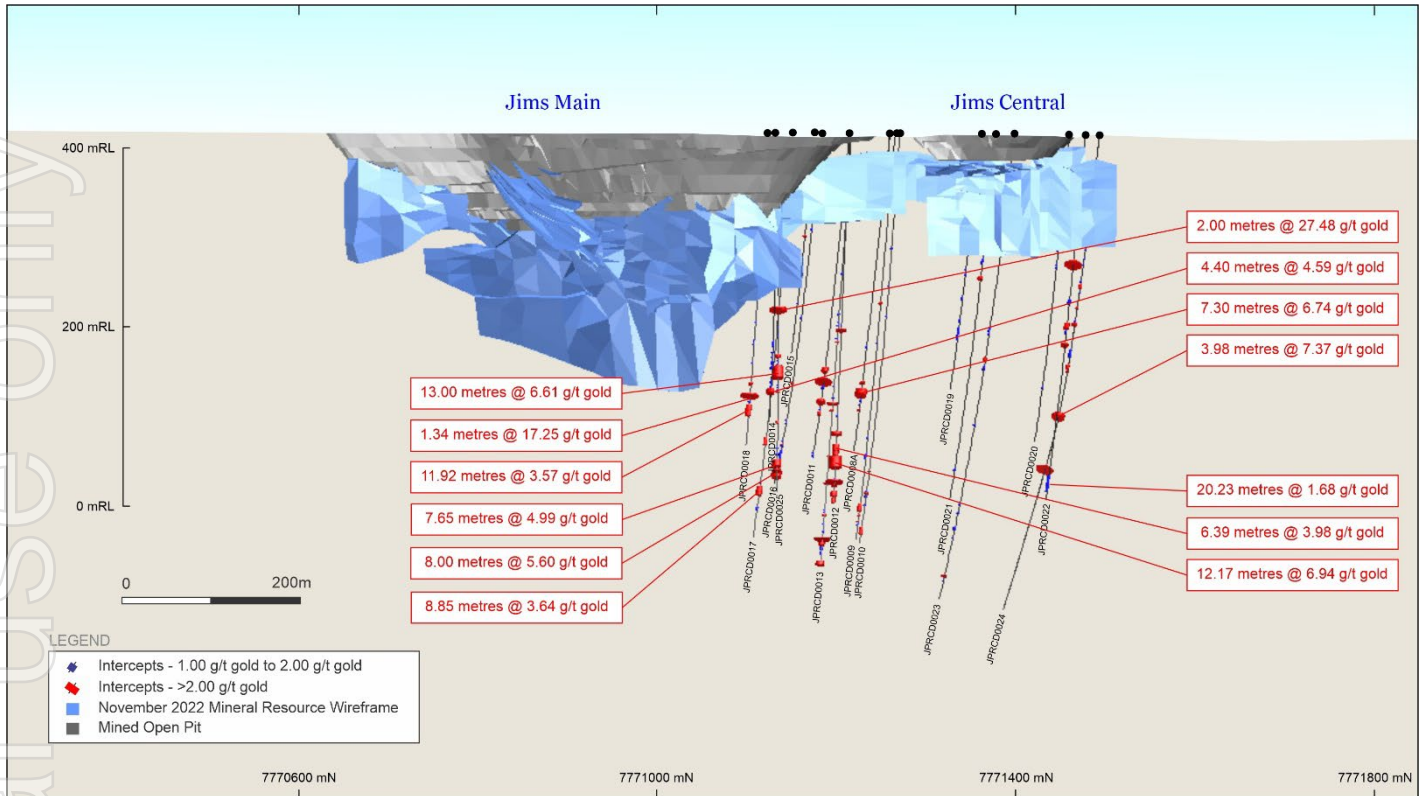 Jims Main
Jims Central
400 mRL
200 mRL
0 mRL
2.00 metres @ 27.48 g/t gold
4.40 metres @ 4.59 g/t gold
7.30 metres @ 6.74 g/t gold
3.98 metres @ 7.37 g/t gold
13.00 metres @ 6.61 g/t gold
1.34 metres @ 17.25 g/t gold
11.92 metres @ 3.57 g/t gold
7.65 metres @ 4.99 g/t gold
8.00 metres @ 5.60 g/t gold
8.85 metres @ 3.64 g/t gold
20.23 metres @ 1.68 g/t gold
6.39 metres @ 3.98 g/t gold
12.17 metres @ 6.94 g/t gold
JPRCD0018
JPRCD0017
JPRCD0016
JPRCD0025
JPRCD0015
JPRCD0011
JPRCD0013
JPRCD0012
JPRCD0008A
JPRCD0009
JPRCD0010
JPRCD0019
JPRCD0021
JPRCD0023
JPRCD0020
JPRCD0022
JPRCD0024
0 200m
LEGEND
Intercepts - 1.00 g/t gold to 2.00 g/t gold
Intercepts - >2.00 g/t gold
November 2022 Mineral Resource Wireframe
Mined Open Pit
7770600 mN
7771000 mN
7771400 mN
7771800 mN
al use only